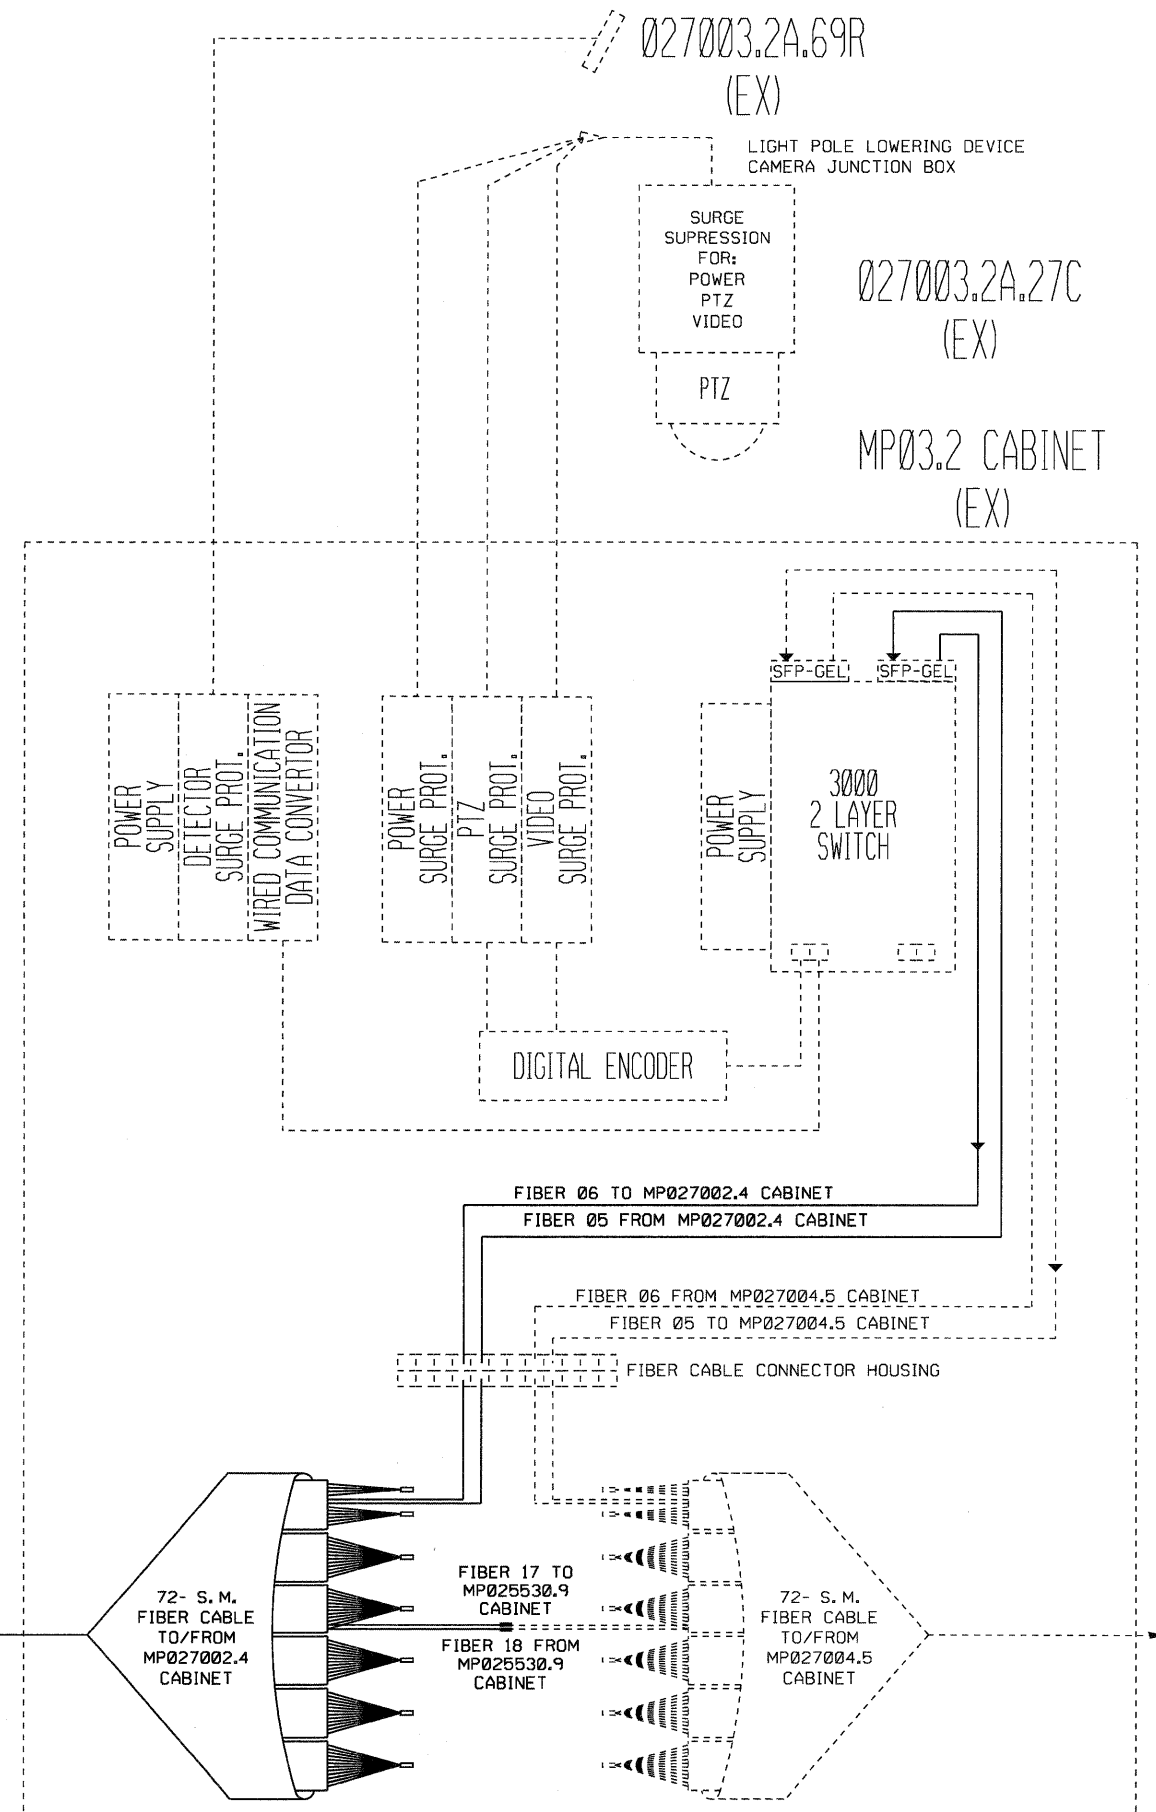 027003.2A.69R
(EX)
LIGHT POLE LOWERING DEVICE
CAMERA JUNCTION BOX
SURGE
SUPRESSION
FOR:
POWER
PTZ
VIDEO
027003.2A.27C
(EX)
PTZ
MP03.2 CABINET
(EX)
SFP-GEL
SFP-GEL
POWER
SUPPLY
DETECTOR
SURGE PROT.
WIRED COMMUNICATION
DATA CONVERTOR
POWER
SURGE PROT.
PTZ
SURGE PROT.
VIDEO
SURGE PROT.
POWER
SUPPLY
3000
2 LAYER
SWITCH
DIGITAL ENCODER
FIBER 06 TO MP027002.4 CABINET
FIBER 05 FROM MP027002.4 CABINET
FIBER 06 FROM MP027004.5 CABINET
FIBER 05 TO MP027004.5 CABINET
FIBER CABLE CONNECTOR HOUSING
72- S.M.
FIBER CABLE
TO/FROM
MP027002.4
CABINET
FIBER 17 TO
MP025530.9
CABINET
FIBER 18 FROM
MP025530.9
CABINET
72- S.M.
FIBER CABLE
TO/FROM
MP027004.5
CABINET